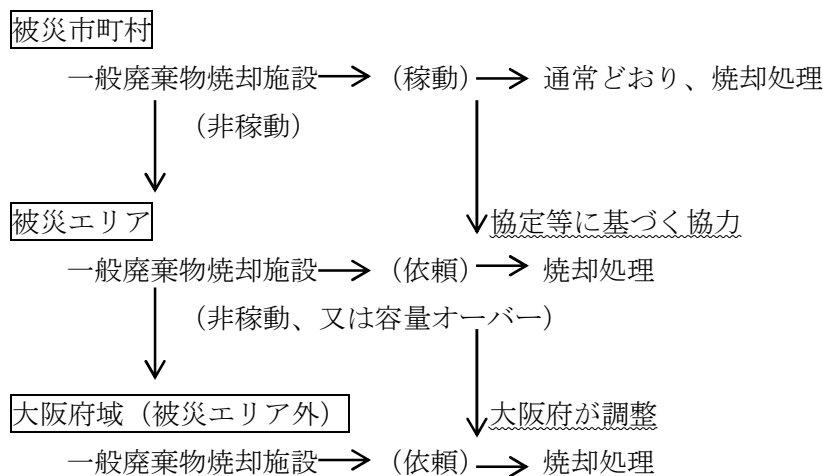 被災市町村
一般廃棄物焼却施設 （稼動） 通常どおり、焼却処理
（非稼動）
被災エリア 協定等に基づく協力
一般廃棄物焼却施設 （依頼） 焼却処理
（非稼動、又は容量オーバー）
大阪府域（被災エリア外） 大阪府が調整
一般廃棄物焼却施設 （依頼） 焼却処理